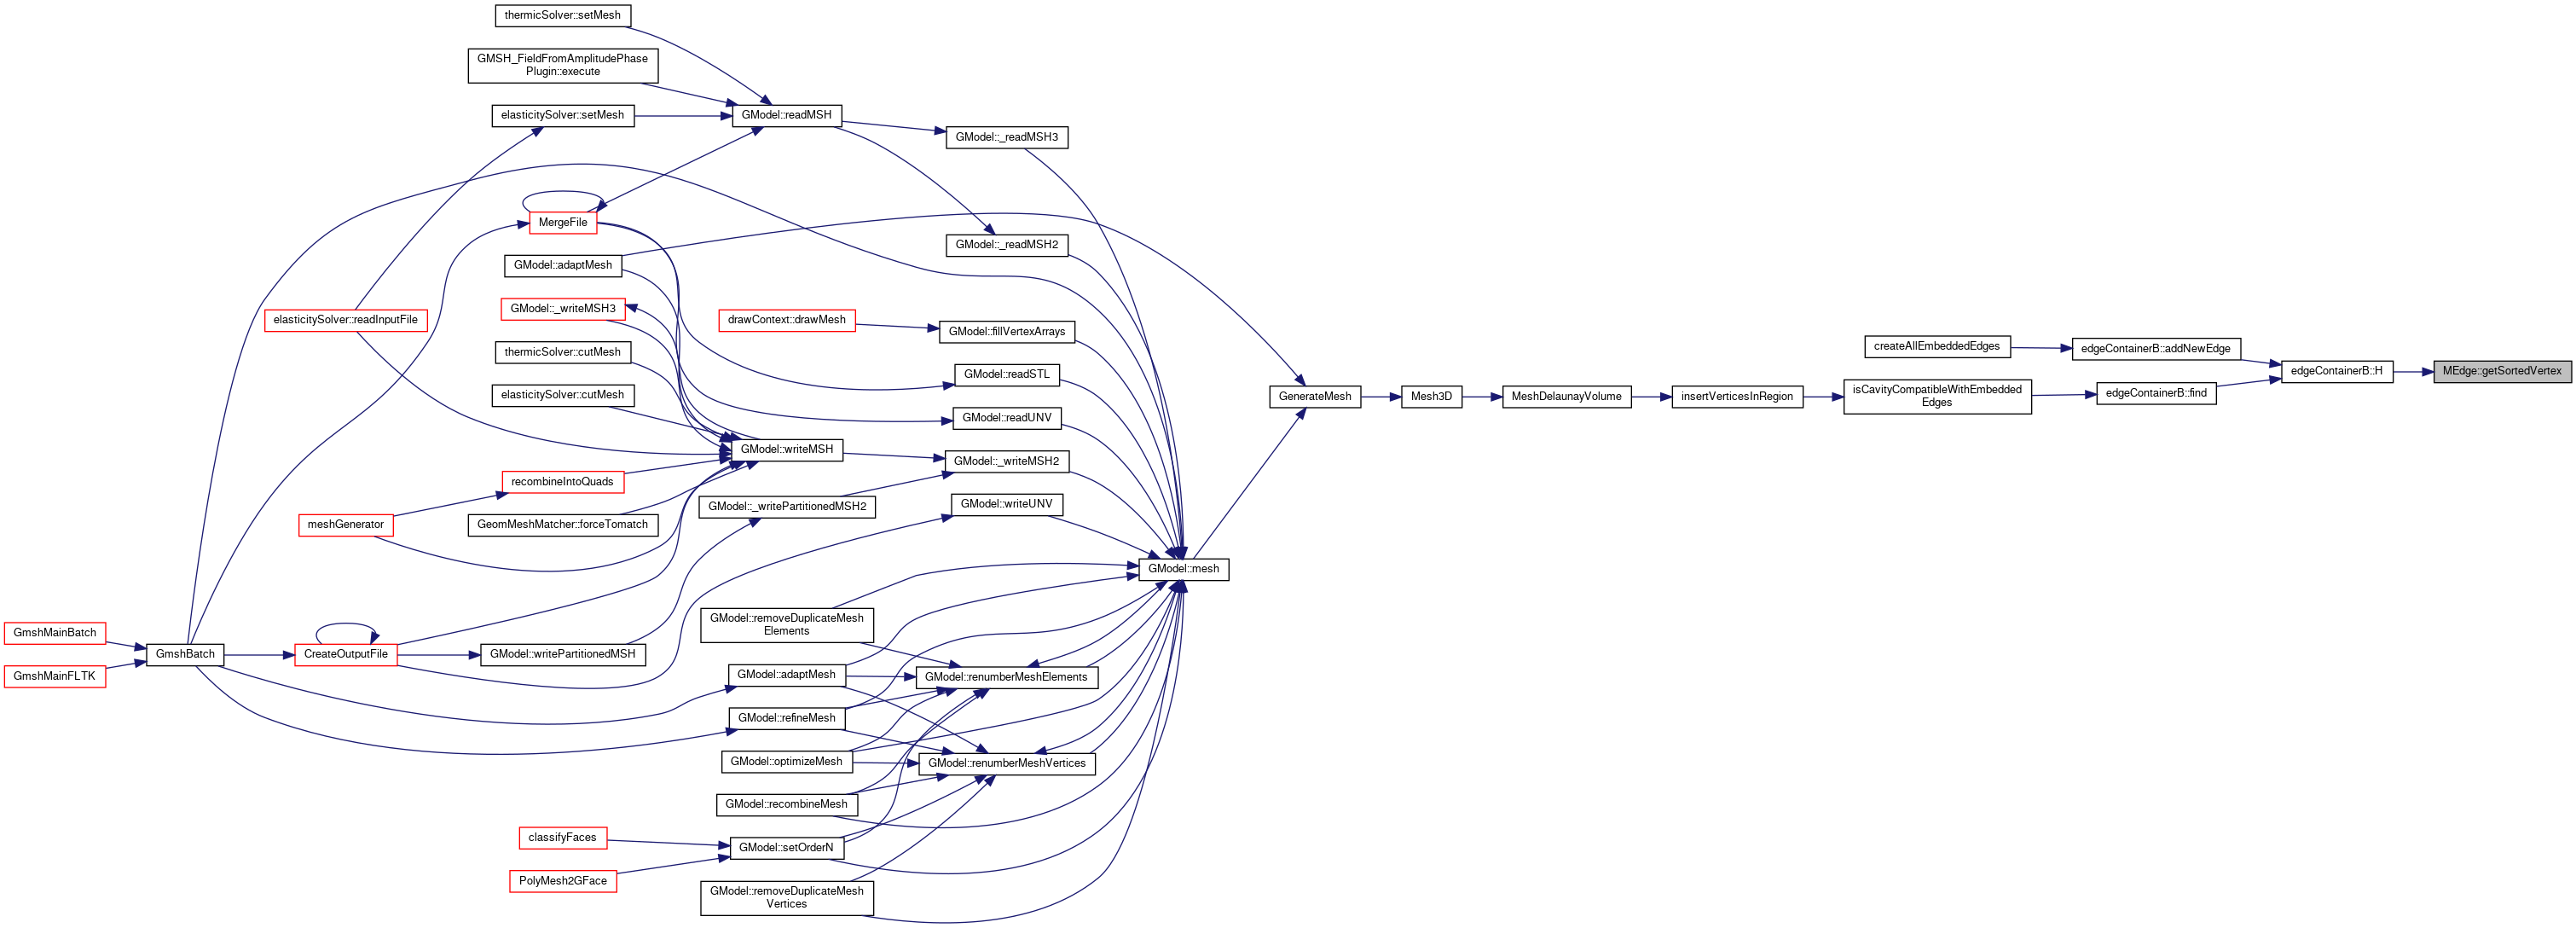 thermicSolver::setMesh
GMSH_FieldFromAmplitudePhase
Plugin::execute
elasticitySolver::setMesh
GModel::readMSH
GModel::_readMSH3
MergeFile
GModel::_readMSH2
GModel::adaptMesh
GModel::_writeMSH3
elasticitySolver::readInputFile
drawContext::drawMesh
GModel::fillVertexArrays
thermicSolver::cutMesh
createAllEmbeddedEdges
edgeContainerB::addNewEdge
GModel::readSTL
edgeContainerB::H
MEdge::getSortedVertex
elasticitySolver::cutMesh
GenerateMesh
Mesh3D
MeshDelaunayVolume
insertVerticesInRegion
isCavityCompatibleWithEmbedded
Edges
edgeContainerB::find
GModel::readUNV
GModel::writeMSH
GModel::_writeMSH2
recombineIntoQuads
GModel::_writePartitionedMSH2
GModel::writeUNV
meshGenerator
GeomMeshMatcher::forceTomatch
GModel::mesh
GModel::removeDuplicateMesh
Elements
GmshMainBatch
GmshBatch
CreateOutputFile
GModel::writePartitionedMSH
GmshMainFLTK
GModel::adaptMesh
GModel::renumberMeshElements
GModel::refineMesh
GModel::optimizeMesh
GModel::renumberMeshVertices
GModel::recombineMesh
classifyFaces
GModel::setOrderN
PolyMesh2GFace
GModel::removeDuplicateMesh
Vertices